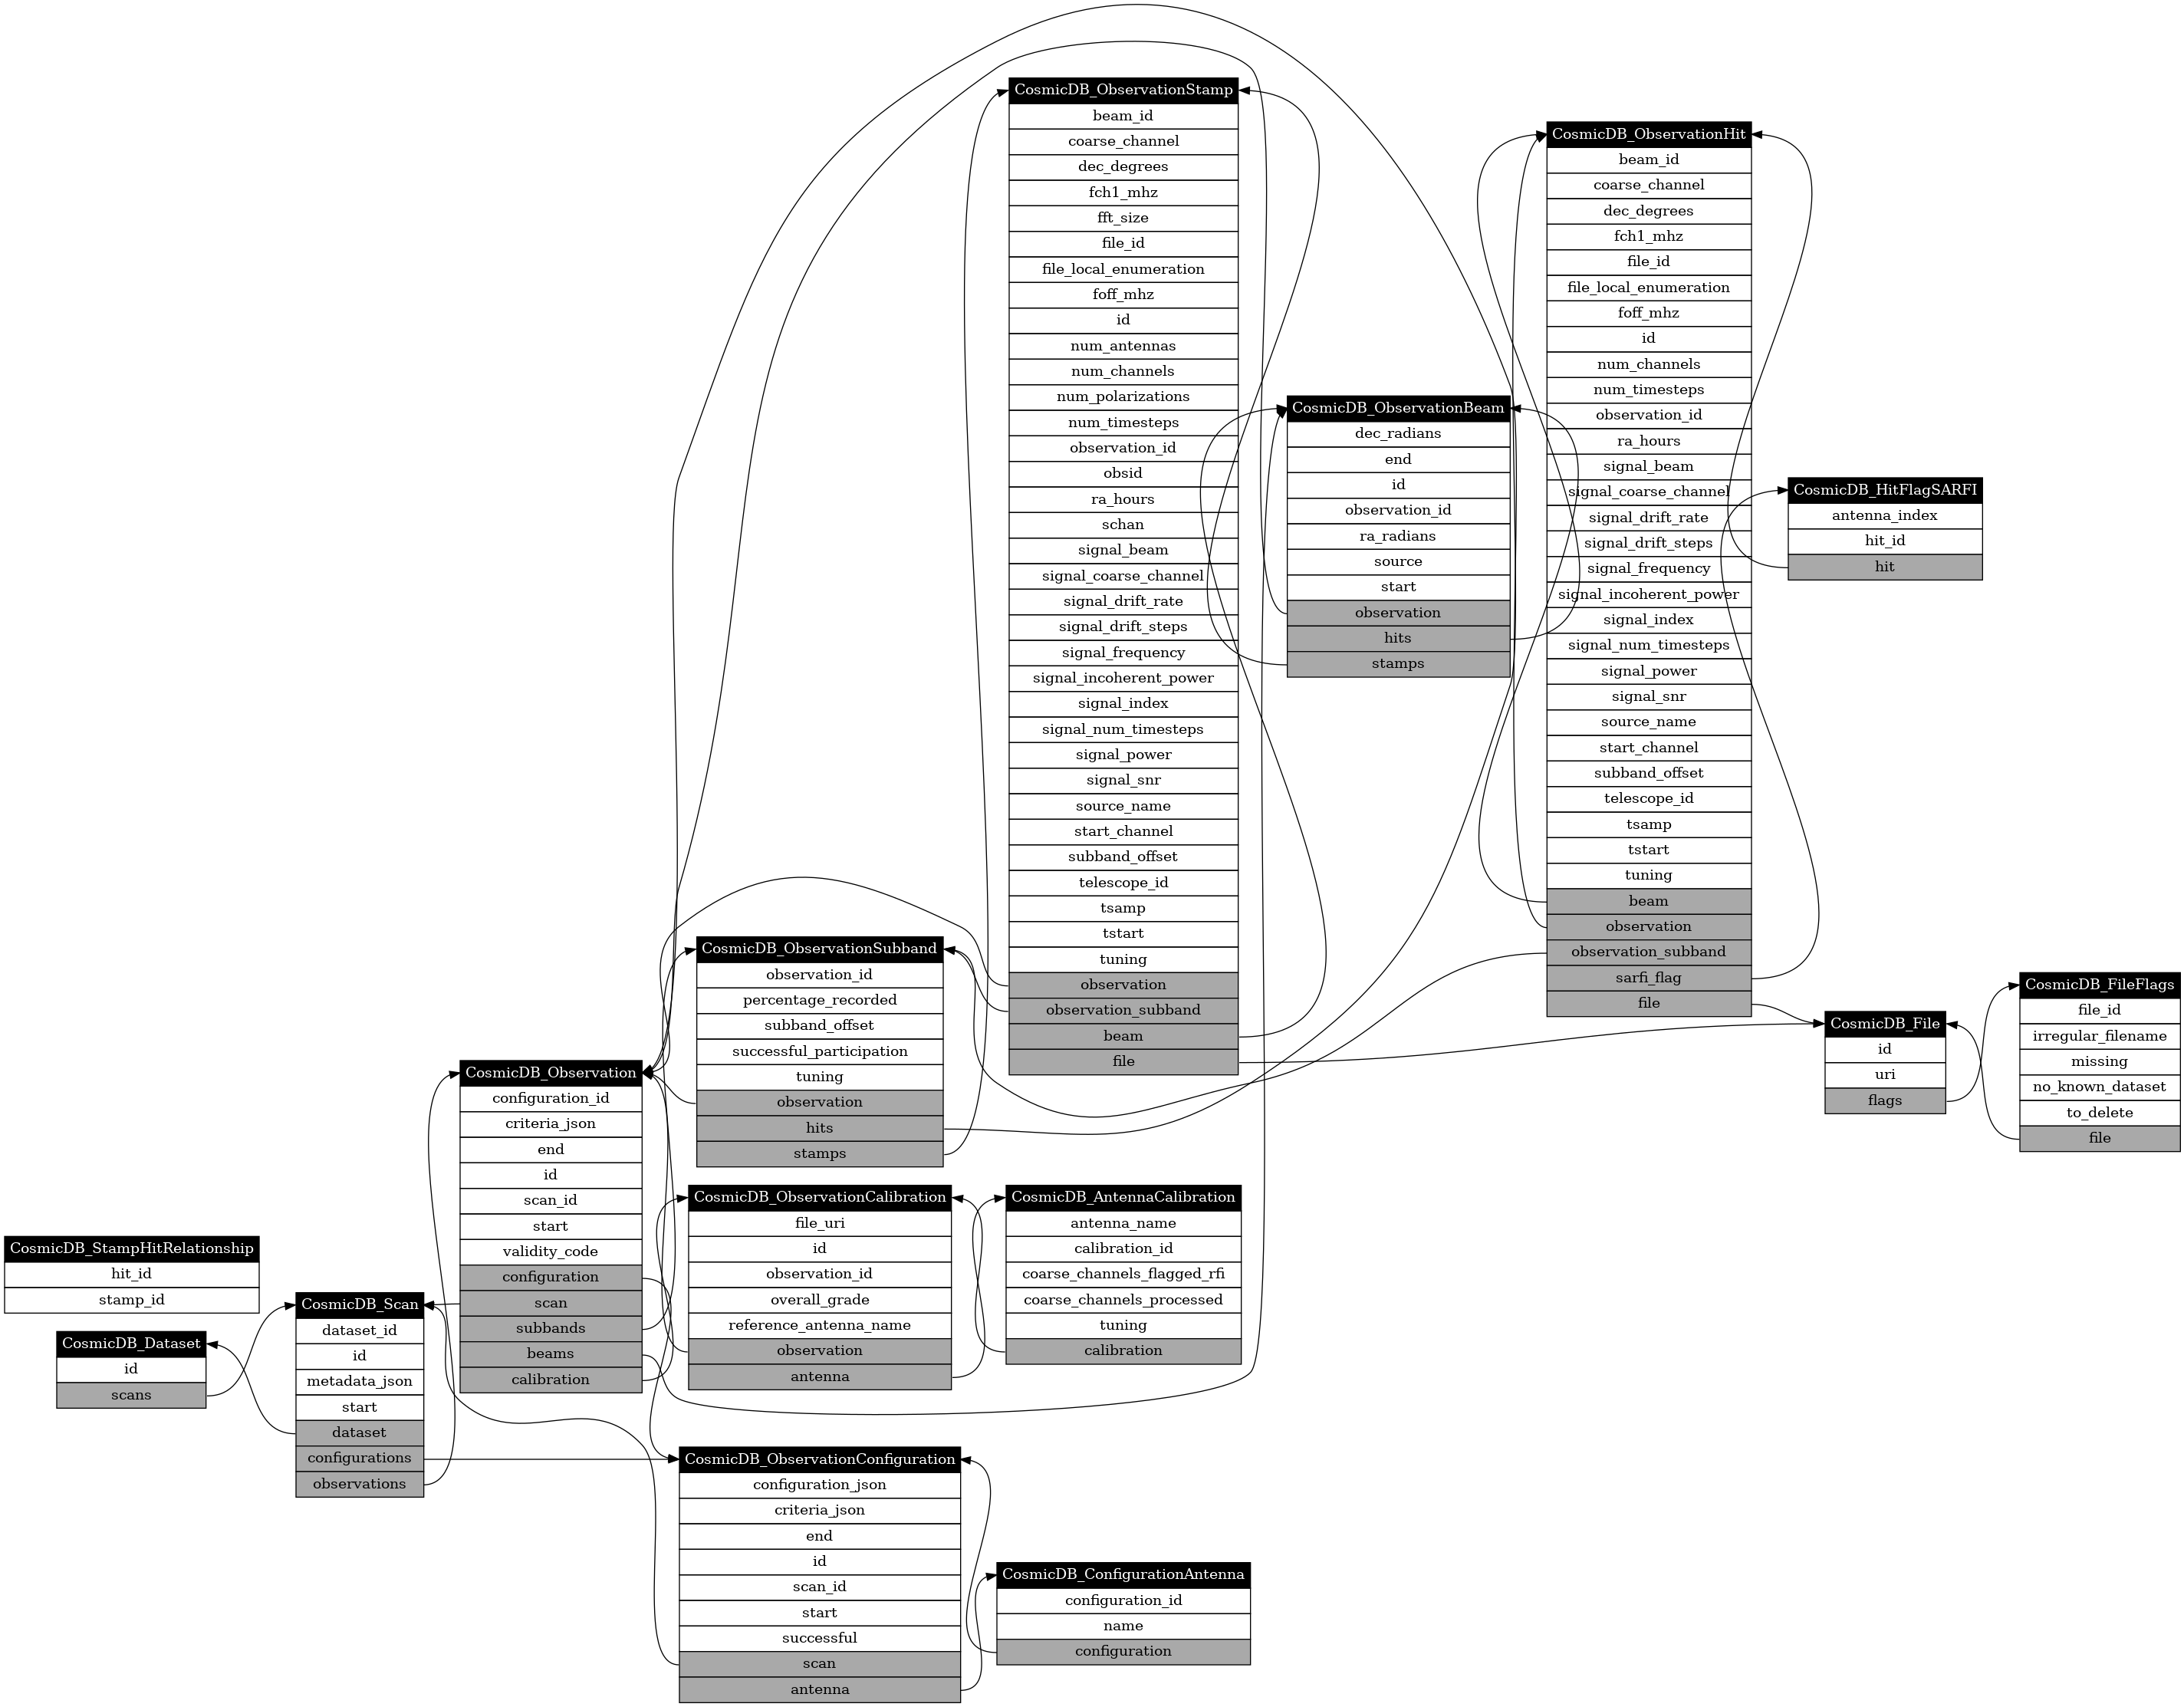 CosmicDB_StampHitRelationship
hit_id
stamp_id
CosmicDB_Dataset
id
scans
CosmicDB_Scan
dataset_id
id
metadata_json
start
dataset
configurations
observations
CosmicDB_Observation
configuration_id
criteria_json
end
id
scan_id
start
validity_code
configuration
scan
subbands
beams
calibration
CosmicDB_ObservationSubband
observation_id
percentage_recorded
subband_offset
successful_participation
tuning
observation
hits
stamps
CosmicDB_ObservationCalibration
file_uri
id
observation_id
overall_grade
reference_antenna_name
observation
antenna
CosmicDB_ObservationConfiguration
configuration_json
criteria_json
end
id
scan_id
start
successful
scan
antenna
CosmicDB_ObservationStamp
beam_id
coarse_channel
dec_degrees
fch1_mhz
fft_size
file_id
file_local_enumeration
foff_mhz
id
num_antennas
num_channels
num_polarizations
num_timesteps
observation_id
obsid
ra_hours
schan
signal_beam
signal_coarse_channel
signal_drift_rate
signal_drift_steps
signal_frequency
signal_incoherent_power
signal_index
signal_num_timesteps
signal_power
signal_snr
source_name
start_channel
subband_offset
telescope_id
tsamp
tstart
tuning
observation
observation_subband
beam
file
CosmicDB_AntennaCalibration
antenna_name
calibration_id
coarse_channels_flagged_rfi
coarse_channels_processed
tuning
calibration
CosmicDB_ConfigurationAntenna
configuration_id
name
configuration
CosmicDB_ObservationBeam
dec_radians
end
id
observation_id
ra_radians
source
start
observation
hits
stamps
CosmicDB_ObservationHit
beam_id
coarse_channel
dec_degrees
fch1_mhz
file_id
file_local_enumeration
foff_mhz
id
num_channels
num_timesteps
observation_id
ra_hours
signal_beam
signal_coarse_channel
signal_drift_rate
signal_drift_steps
signal_frequency
signal_incoherent_power
signal_index
signal_num_timesteps
signal_power
signal_snr
source_name
start_channel
subband_offset
telescope_id
tsamp
tstart
tuning
beam
observation
observation_subband
sarfi_flag
file
CosmicDB_HitFlagSARFI
antenna_index
hit_id
hit
CosmicDB_File
id
uri
flags
CosmicDB_FileFlags
file_id
irregular_filename
missing
no_known_dataset
to_delete
file